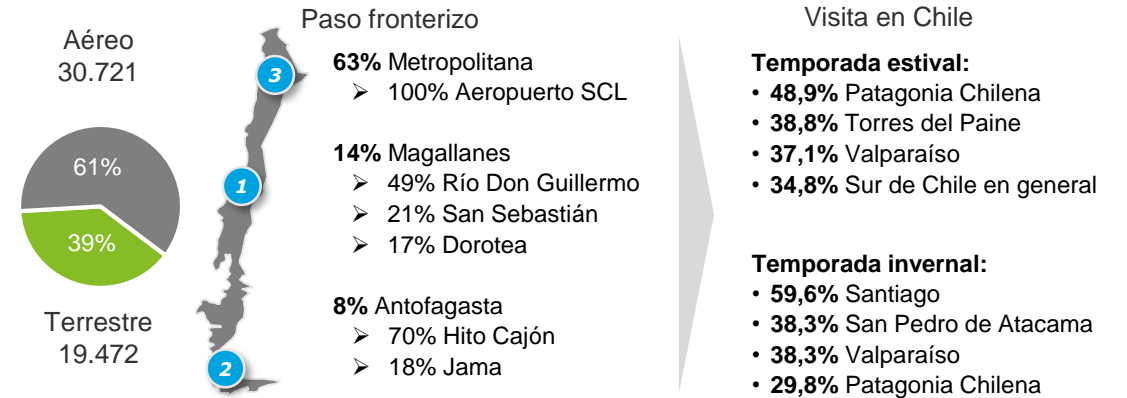 Aéreo
30.721
61%
39%
Terrestre
19.472
3
1
2
Paso fronterizo
63% Metropolitana
➢ 100% Aeropuerto SCL
14% Magallanes
➢ 49% Río Don Guillermo
➢ 21% San Sebastián
➢ 17% Dorotea
8% Antofagasta
➢ 70% Hito Cajón
➢ 18% Jama
Visita en Chile
Temporada estival:
• 48,9% Patagonia Chilena
• 38,8% Torres del Paine
• 37,1% Valparaíso
• 34,8% Sur de Chile en general
Temporada invernal:
• 59,6% Santiago
• 38,3% San Pedro de Atacama
• 38,3% Valparaíso
• 29,8% Patagonia Chilena